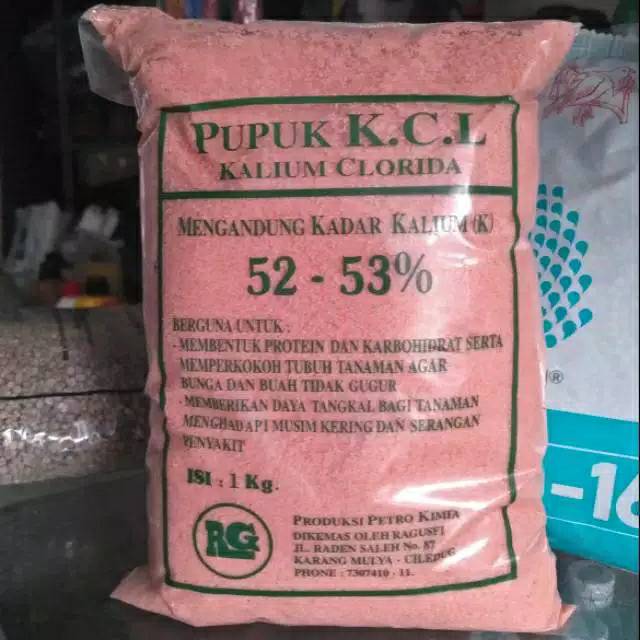 PUPUK K.C.L
KALIUM CLORIDA
MENGANDUNG KADAR KALIUM (K)
52 - 53%
BERGUNA UNTUK :
- MEMBENTUK PROTEIN DAN KARBOHIDRAT SERTA
MEMPERKOKOH TUBUH TANAMAN AGAR
BUNGA DAN BUAH TIDAK GUGUR
- MEMBERIKAN DAYA TANGKAL BAGI TANAMAN
MENGHADAPI MUSIM KERING DAN SERANGAN
PENYAKIT
ISI : 1 Kg.
RG
PRODUKSI PETRO KIMIA
DIKEMAS OLEH RAGUSFI
JL. RADEN SALEH No. 87
KARANG MULYA - CILEDUG
PHONE : 7307410 - 11.
®
-16